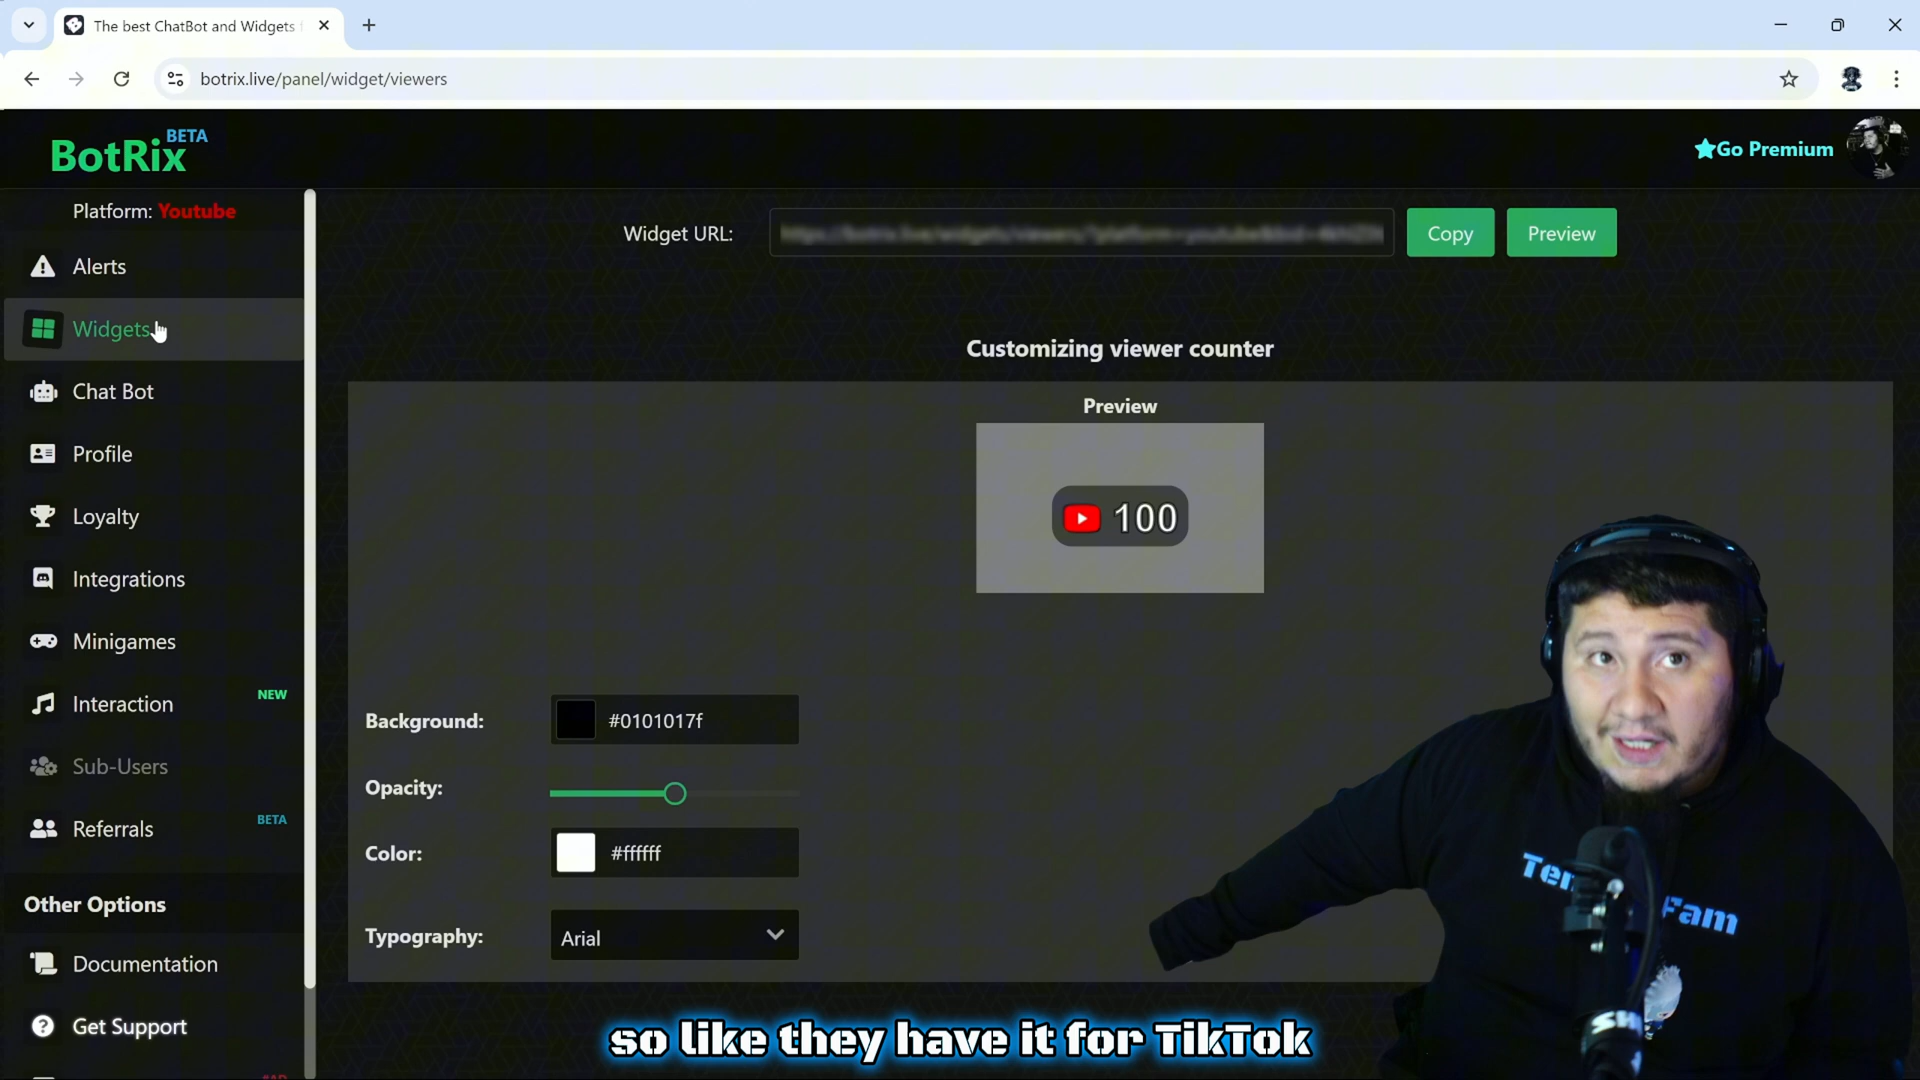 The best ChatBot and Widgets
botrix.live/panel/widget/viewers
BotRix BETA
Go Premium
Platform: Youtube
Alerts
Widgets
Chat Bot
Profile
Loyalty
Integrations
Minigames
Interaction NEW
Sub-Users
Referrals BETA
Other Options
Documentation
Get Support
Widget URL:
Copy
Preview
Customizing viewer counter
Preview
100
Background: #0101017f
Opacity:
Color: #ffffff
Typography: Arial
Fam
so like they have it for TikTok